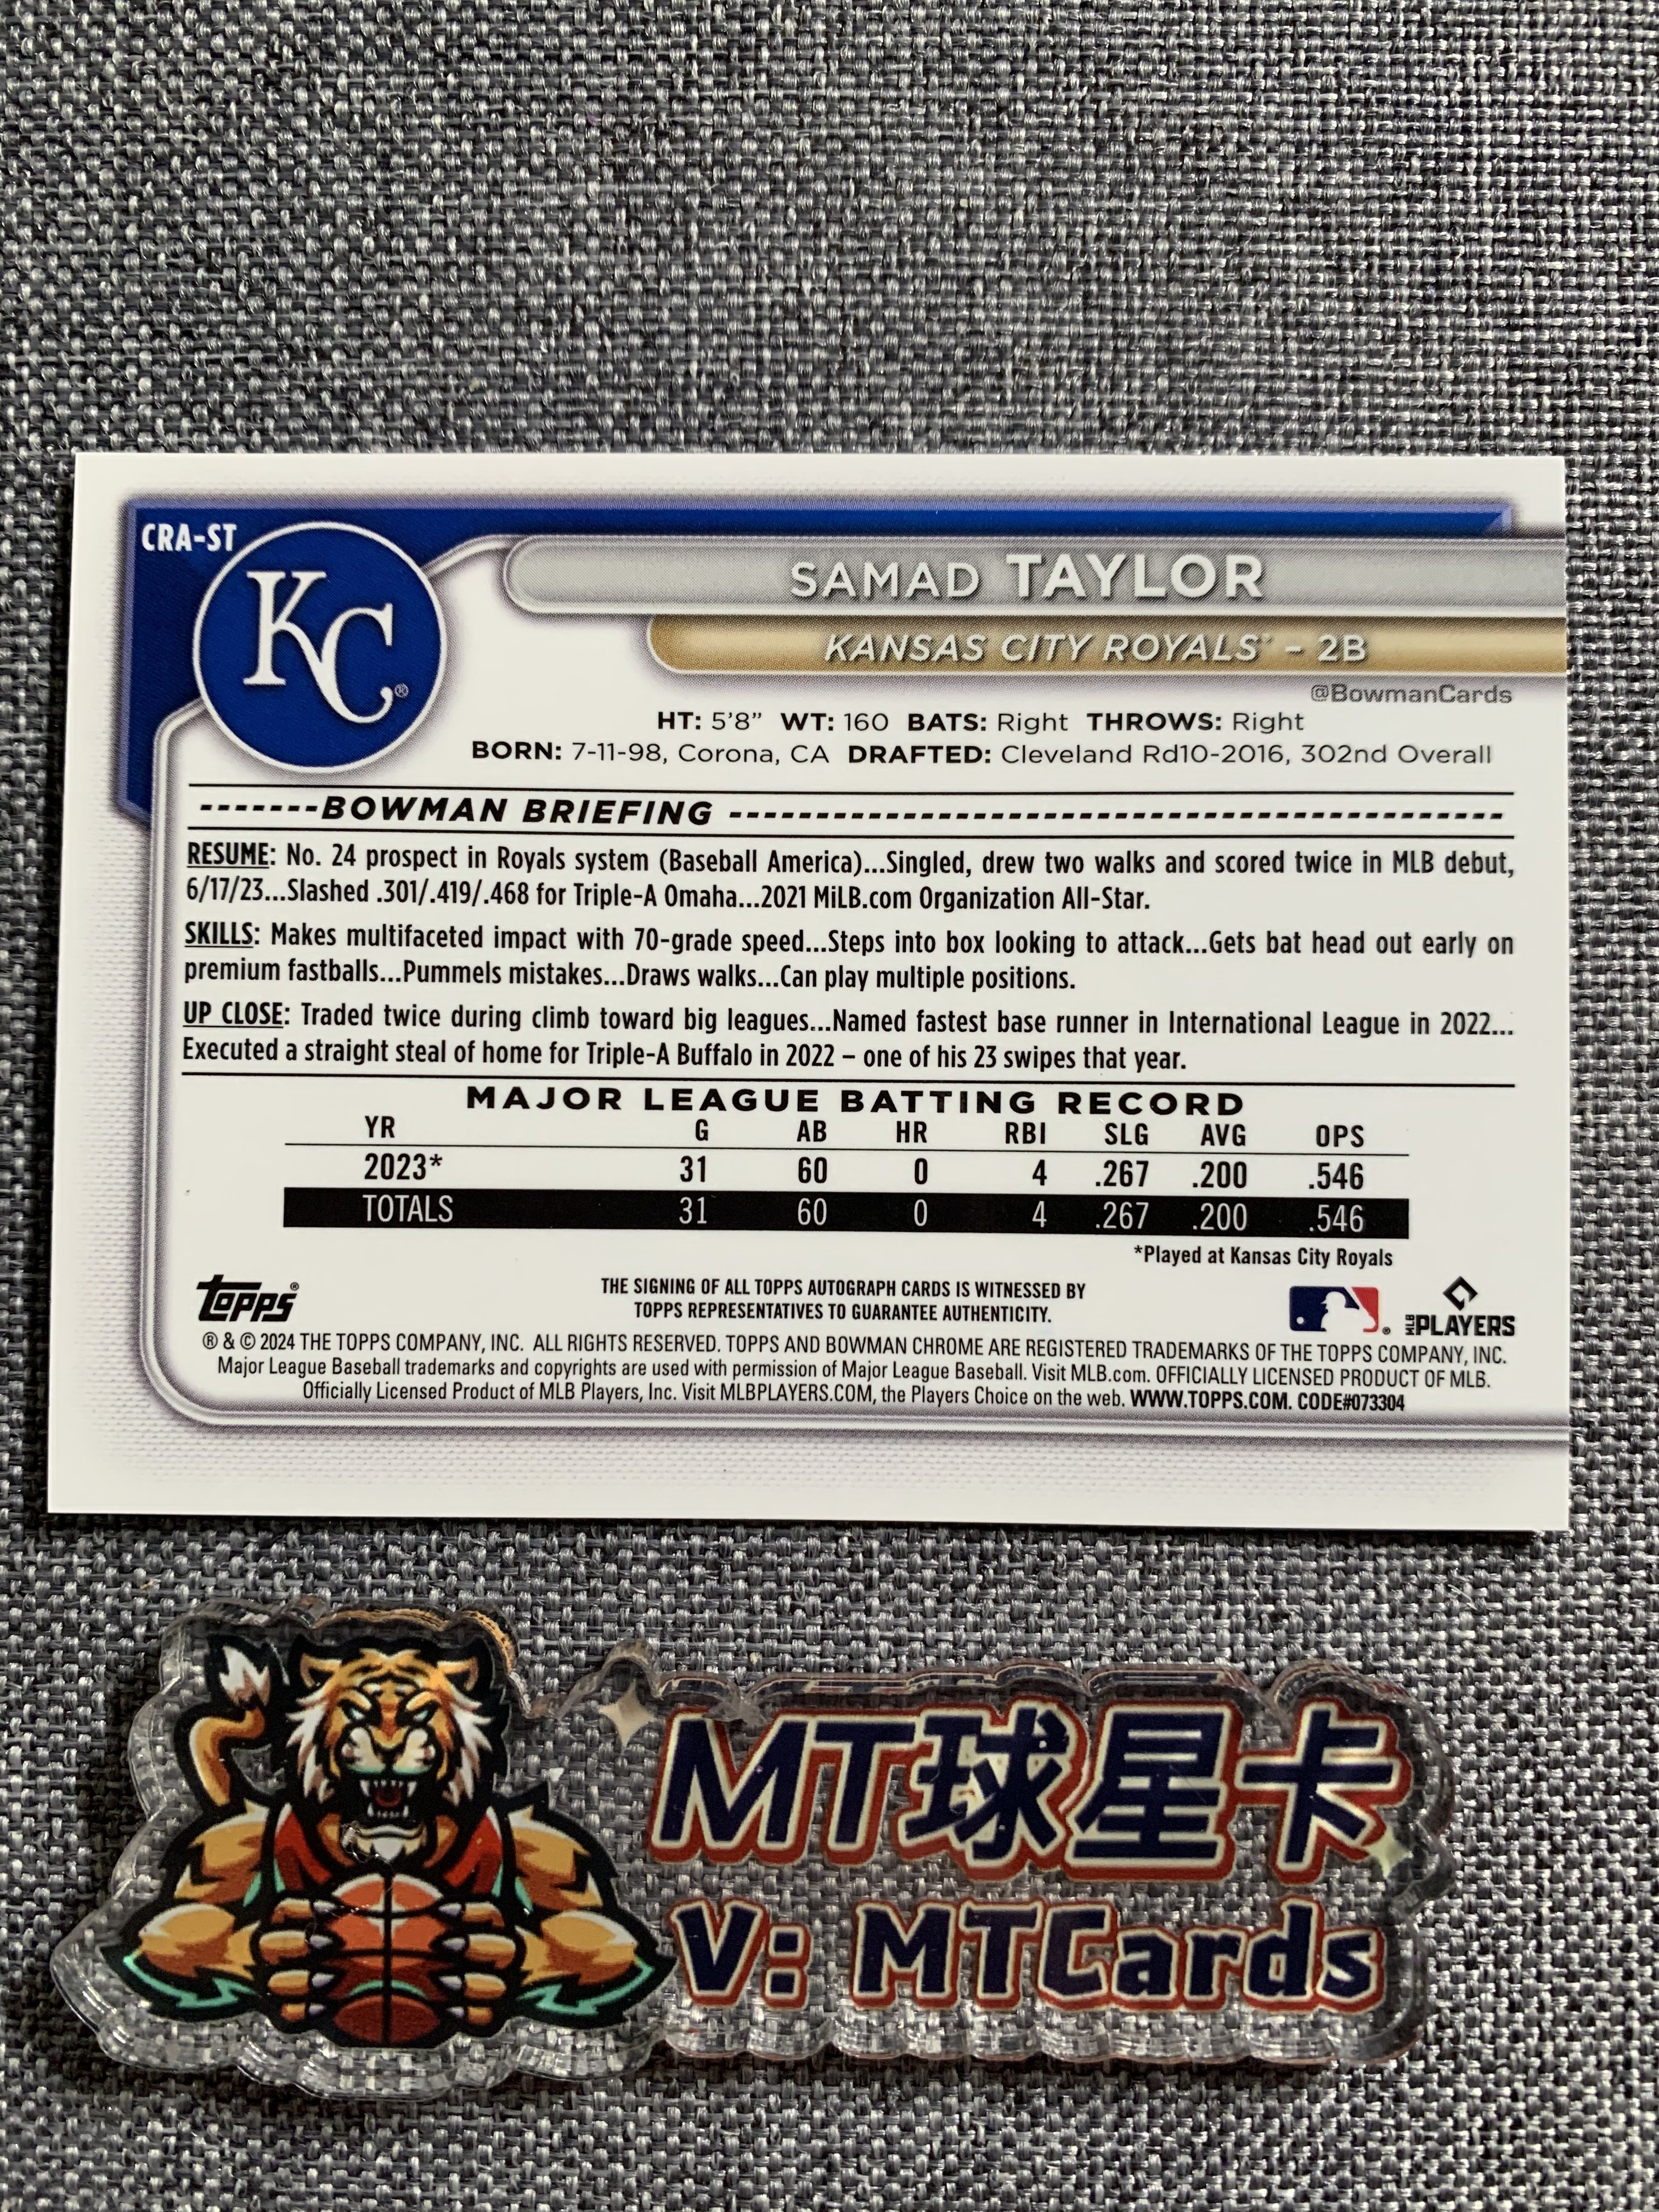 CRA-ST
KC®
SAMAD TAYLOR
KANSAS CITY ROYALS™ – 2B
@BowmanCards
HT: 5'8" WT: 160 BATS: Right THROWS: Right
BORN: 7-11-98, Corona, CA DRAFTED: Cleveland Rd10-2016, 302nd Overall
-------BOWMAN BRIEFING -------------------------------------------
RESUME: No. 24 prospect in Royals system (Baseball America)...Singled, drew two walks and scored twice in MLB debut,
6/17/23...Slashed .301/.419/.468 for Triple-A Omaha...2021 MiLB.com Organization All-Star.
SKILLS: Makes multifaceted impact with 70-grade speed...Steps into box looking to attack...Gets bat head out early on
premium fastballs...Pummels mistakes...Draws walks...Can play multiple positions.
UP CLOSE: Traded twice during climb toward big leagues...Named fastest base runner in International League in 2022...
Executed a straight steal of home for Triple-A Buffalo in 2022 – one of his 23 swipes that year.
MAJOR LEAGUE BATTING RECORD
YR G AB HR RBI SLG AVG OPS
2023* 31 60 0 4 .267 .200 .546
TOTALS 31 60 0 4 .267 .200 .546
*Played at Kansas City Royals
topps®
THE SIGNING OF ALL TOPPS AUTOGRAPH CARDS IS WITNESSED BY
TOPPS REPRESENTATIVES TO GUARANTEE AUTHENTICITY.
MLB PLAYERS
® & © 2024 THE TOPPS COMPANY, INC. ALL RIGHTS RESERVED. TOPPS AND BOWMAN CHROME ARE REGISTERED TRADEMARKS OF THE TOPPS COMPANY, INC.
Major League Baseball trademarks and copyrights are used with permission of Major League Baseball. Visit MLB.com. OFFICIALLY LICENSED PRODUCT OF MLB.
Officially Licensed Product of MLB Players, Inc. Visit MLBPLAYERS.COM, the Players Choice on the web. WWW.TOPPS.COM. CODE#073304
MT球星卡
V: MTCards